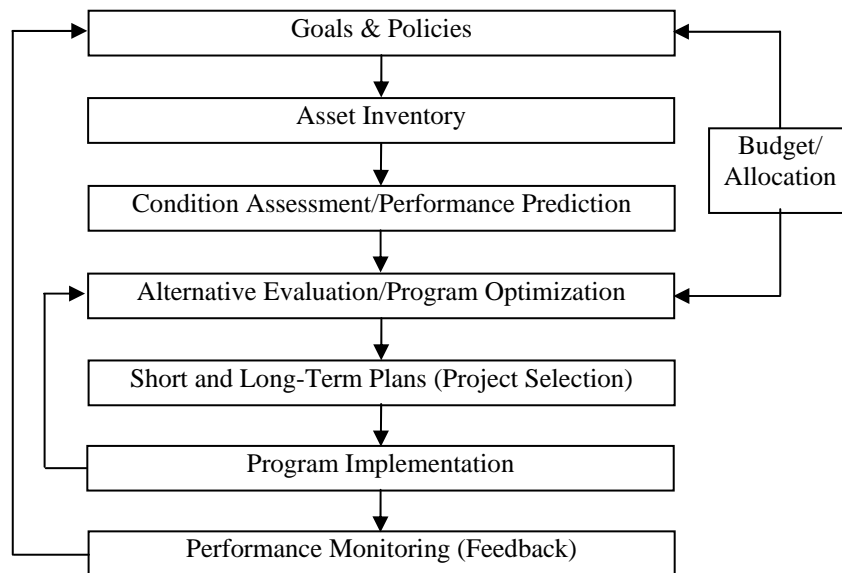 Goals & Policies
Asset Inventory
Budget/
Allocation
Condition Assessment/Performance Prediction
Alternative Evaluation/Program Optimization
Short and Long-Term Plans (Project Selection)
Program Implementation
Performance Monitoring (Feedback)